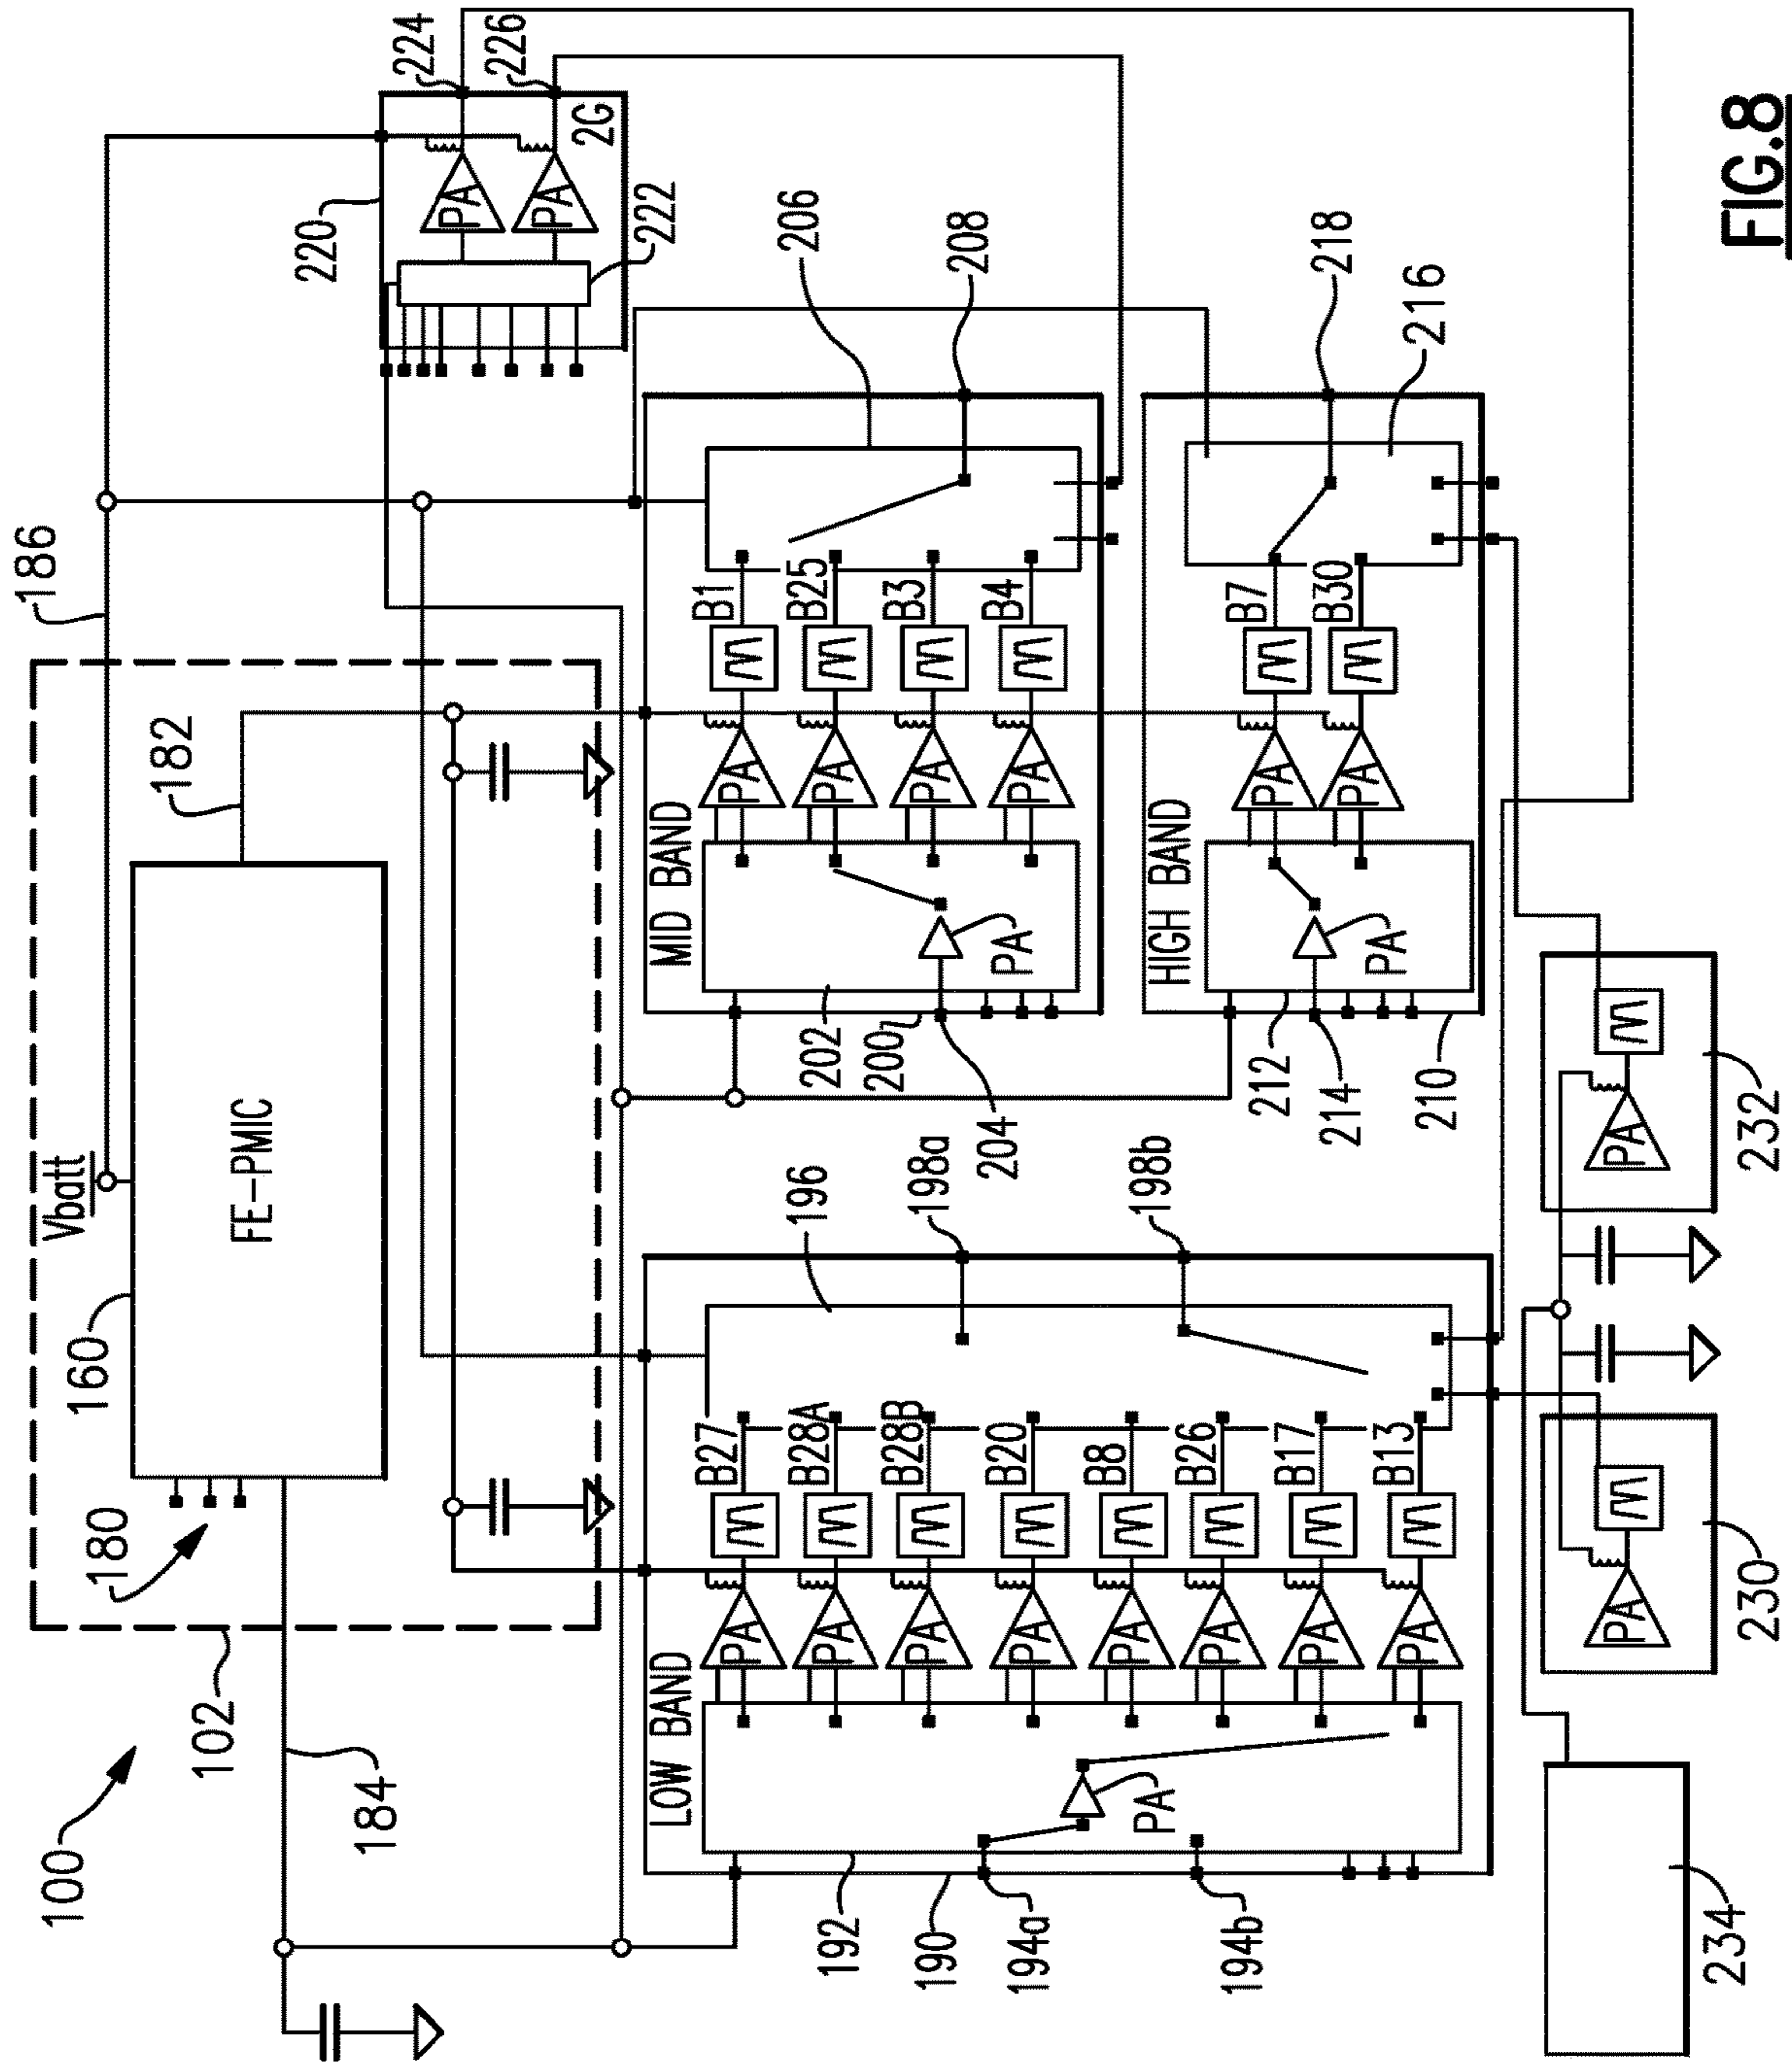 FIG.8
100
102
160
180
182
184
186
Vbatt
FE-PMIC
220
222
224
226
2G
PA
PA
LOW BAND
190
192
194a
194b
196
198a
198b
PA
PA
PA
PA
PA
PA
PA
PA
PA
B27
B28A
B28B
B20
B8
B26
B17
B13
MID BAND
200
202
204
206
208
PA
PA
PA
PA
PA
B1
B25
B3
B4
HIGH BAND
210
212
214
216
218
PA
PA
PA
B7
B30
PA
230
PA
232
234